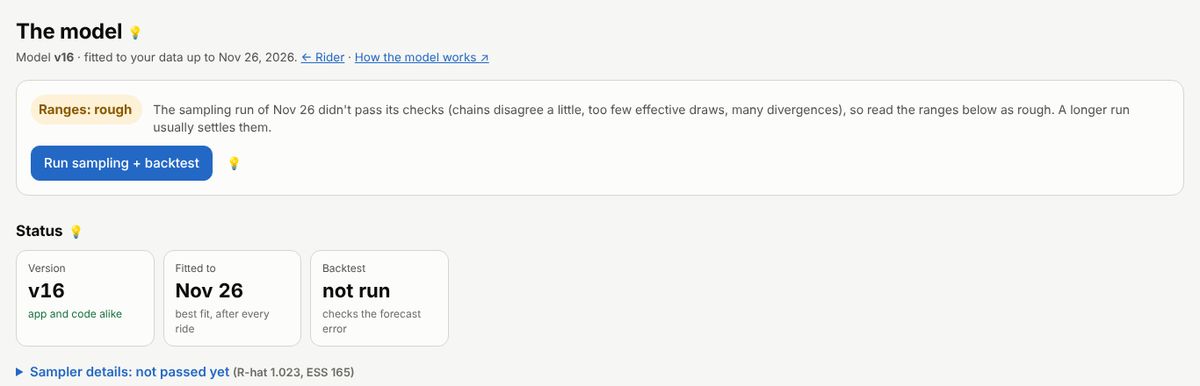 The model 💡
Model v16 · fitted to your data up to Nov 26, 2026. ← Rider · How the model works ↗
Ranges: rough
The sampling run of Nov 26 didn't pass its checks (chains disagree a little, too few effective draws, many divergences), so read the ranges below as rough. A longer run
usually settles them.
Run sampling + backtest 💡
Status 💡
Version
v16
app and code alike
Fitted to
Nov 26
best fit, after every
ride
Backtest
not run
checks the forecast
error
▶ Sampler details: not passed yet (R-hat 1.023, ESS 165)